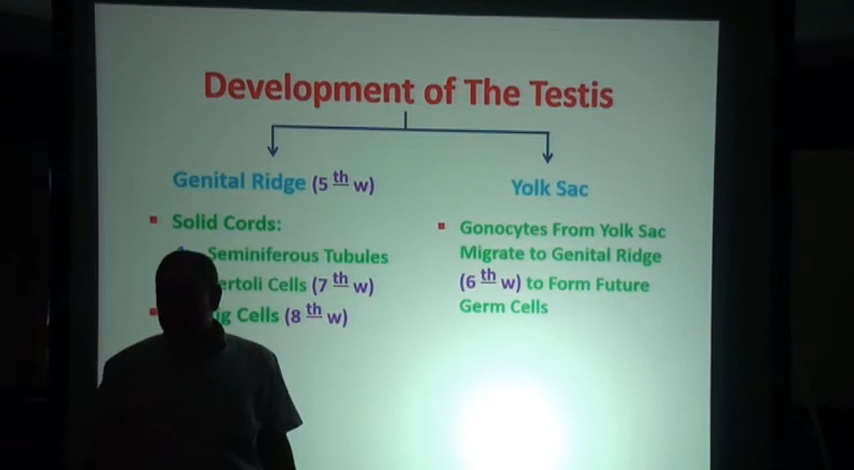 Development of The Testis
Genital Ridge (5 th w)
Yolk Sac
Solid Cords:
Seminiferous Tubules
ertoli Cells (7 th w)
Cells (8 th w)
Gonocytes From Yolk Sac
Migrate to Genital Ridge
(6 th w) to Form Future
Germ Cells